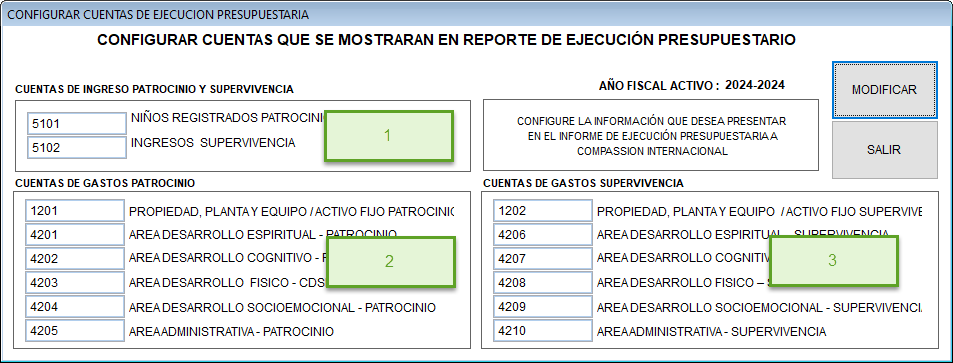 CONFIGURAR CUENTAS DE EJECUCION PRESUPUESTARIA
CONFIGURAR CUENTAS QUE SE MOSTRARAN EN REPORTE DE EJECUCIÓN PRESUPUESTARIO
CUENTAS DE INGRESO PATROCINIO Y SUPERVIVENCIA
5101 NIÑOS REGISTRADOS PATROCINI
5102 INGRESOS SUPERVIVENCIA
1
AÑO FISCAL ACTIVO : 2024-2024
CONFIGURE LA INFORMACIÓN QUE DESEA PRESENTAR
EN EL INFORME DE EJECUCIÓN PRESUPUESTARIA A
COMPASSION INTERNACIONAL
MODIFICAR
SALIR
CUENTAS DE GASTOS PATROCINIO
1201 PROPIEDAD, PLANTA Y EQUIPO / ACTIVO FIJO PATROCINIO
4201 AREA DESARROLLO ESPIRITUAL - PATROCINIO
4202 AREA DESARROLLO COGNITIVO -
4203 AREA DESARROLLO FISICO - CDS
4204 AREA DESARROLLO SOCIOEMOCIONAL - PATROCINIO
4205 AREA ADMINISTRATIVA - PATROCINIO
2
CUENTAS DE GASTOS SUPERVIVENCIA
1202 PROPIEDAD, PLANTA Y EQUIPO / ACTIVO FIJO SUPERVIVE
4206 AREA DESARROLLO ESPIRITUAL - SUPERVIVENCIA
4207 AREA DESARROLLO COGNITIV
4208 AREA DESARROLLO FISICO –
4209 AREA DESARROLLO SOCIOEMOCIONAL - SUPERVIVENCI
4210 AREA ADMINISTRATIVA - SUPERVIVENCIA
3